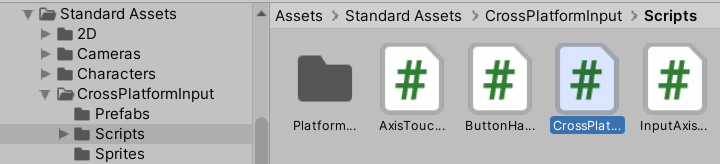 Standard Assets
2D
Cameras
Characters
CrossPlatformInput
Prefabs
Scripts
Sprites
Assets > Standard Assets > CrossPlatformInput > Scripts
Platform...
AxisTouc...
ButtonHa...
CrossPlat...
InputAxis...